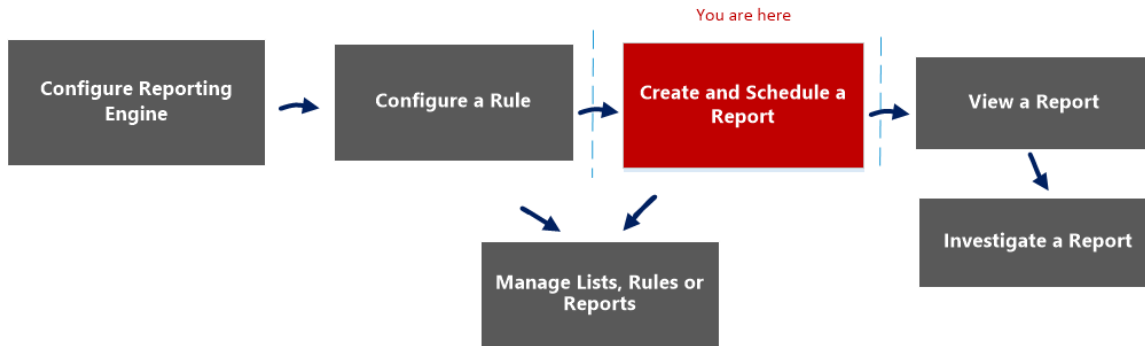 You are here
Configure Reporting
Engine
Configure a Rule
Create and Schedule a
Report
View a Report
Manage Lists, Rules or
Reports
Investigate a Report